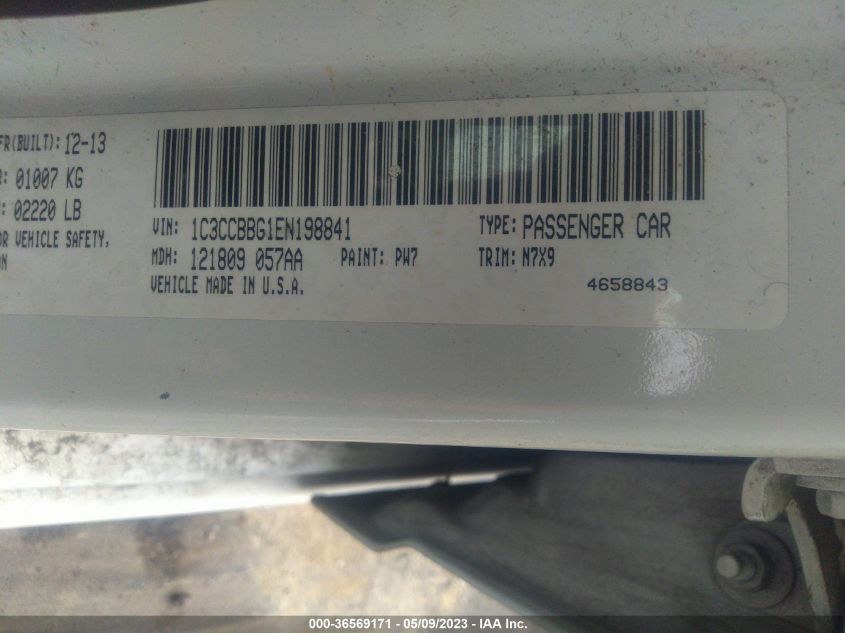 FR(BUILT): 12-13
R: 01007 KG
: 02220 LB
OR VEHICLE SAFETY,
ON
VIN: 1C3CCBBG1EN198841 TYPE: PASSENGER CAR
MDH: 121809 057AA PAINT: PW7 TRIM: N7X9
VEHICLE MADE IN U.S.A. 4658843
000-36569171 - 05/09/2023 - IAA Inc.